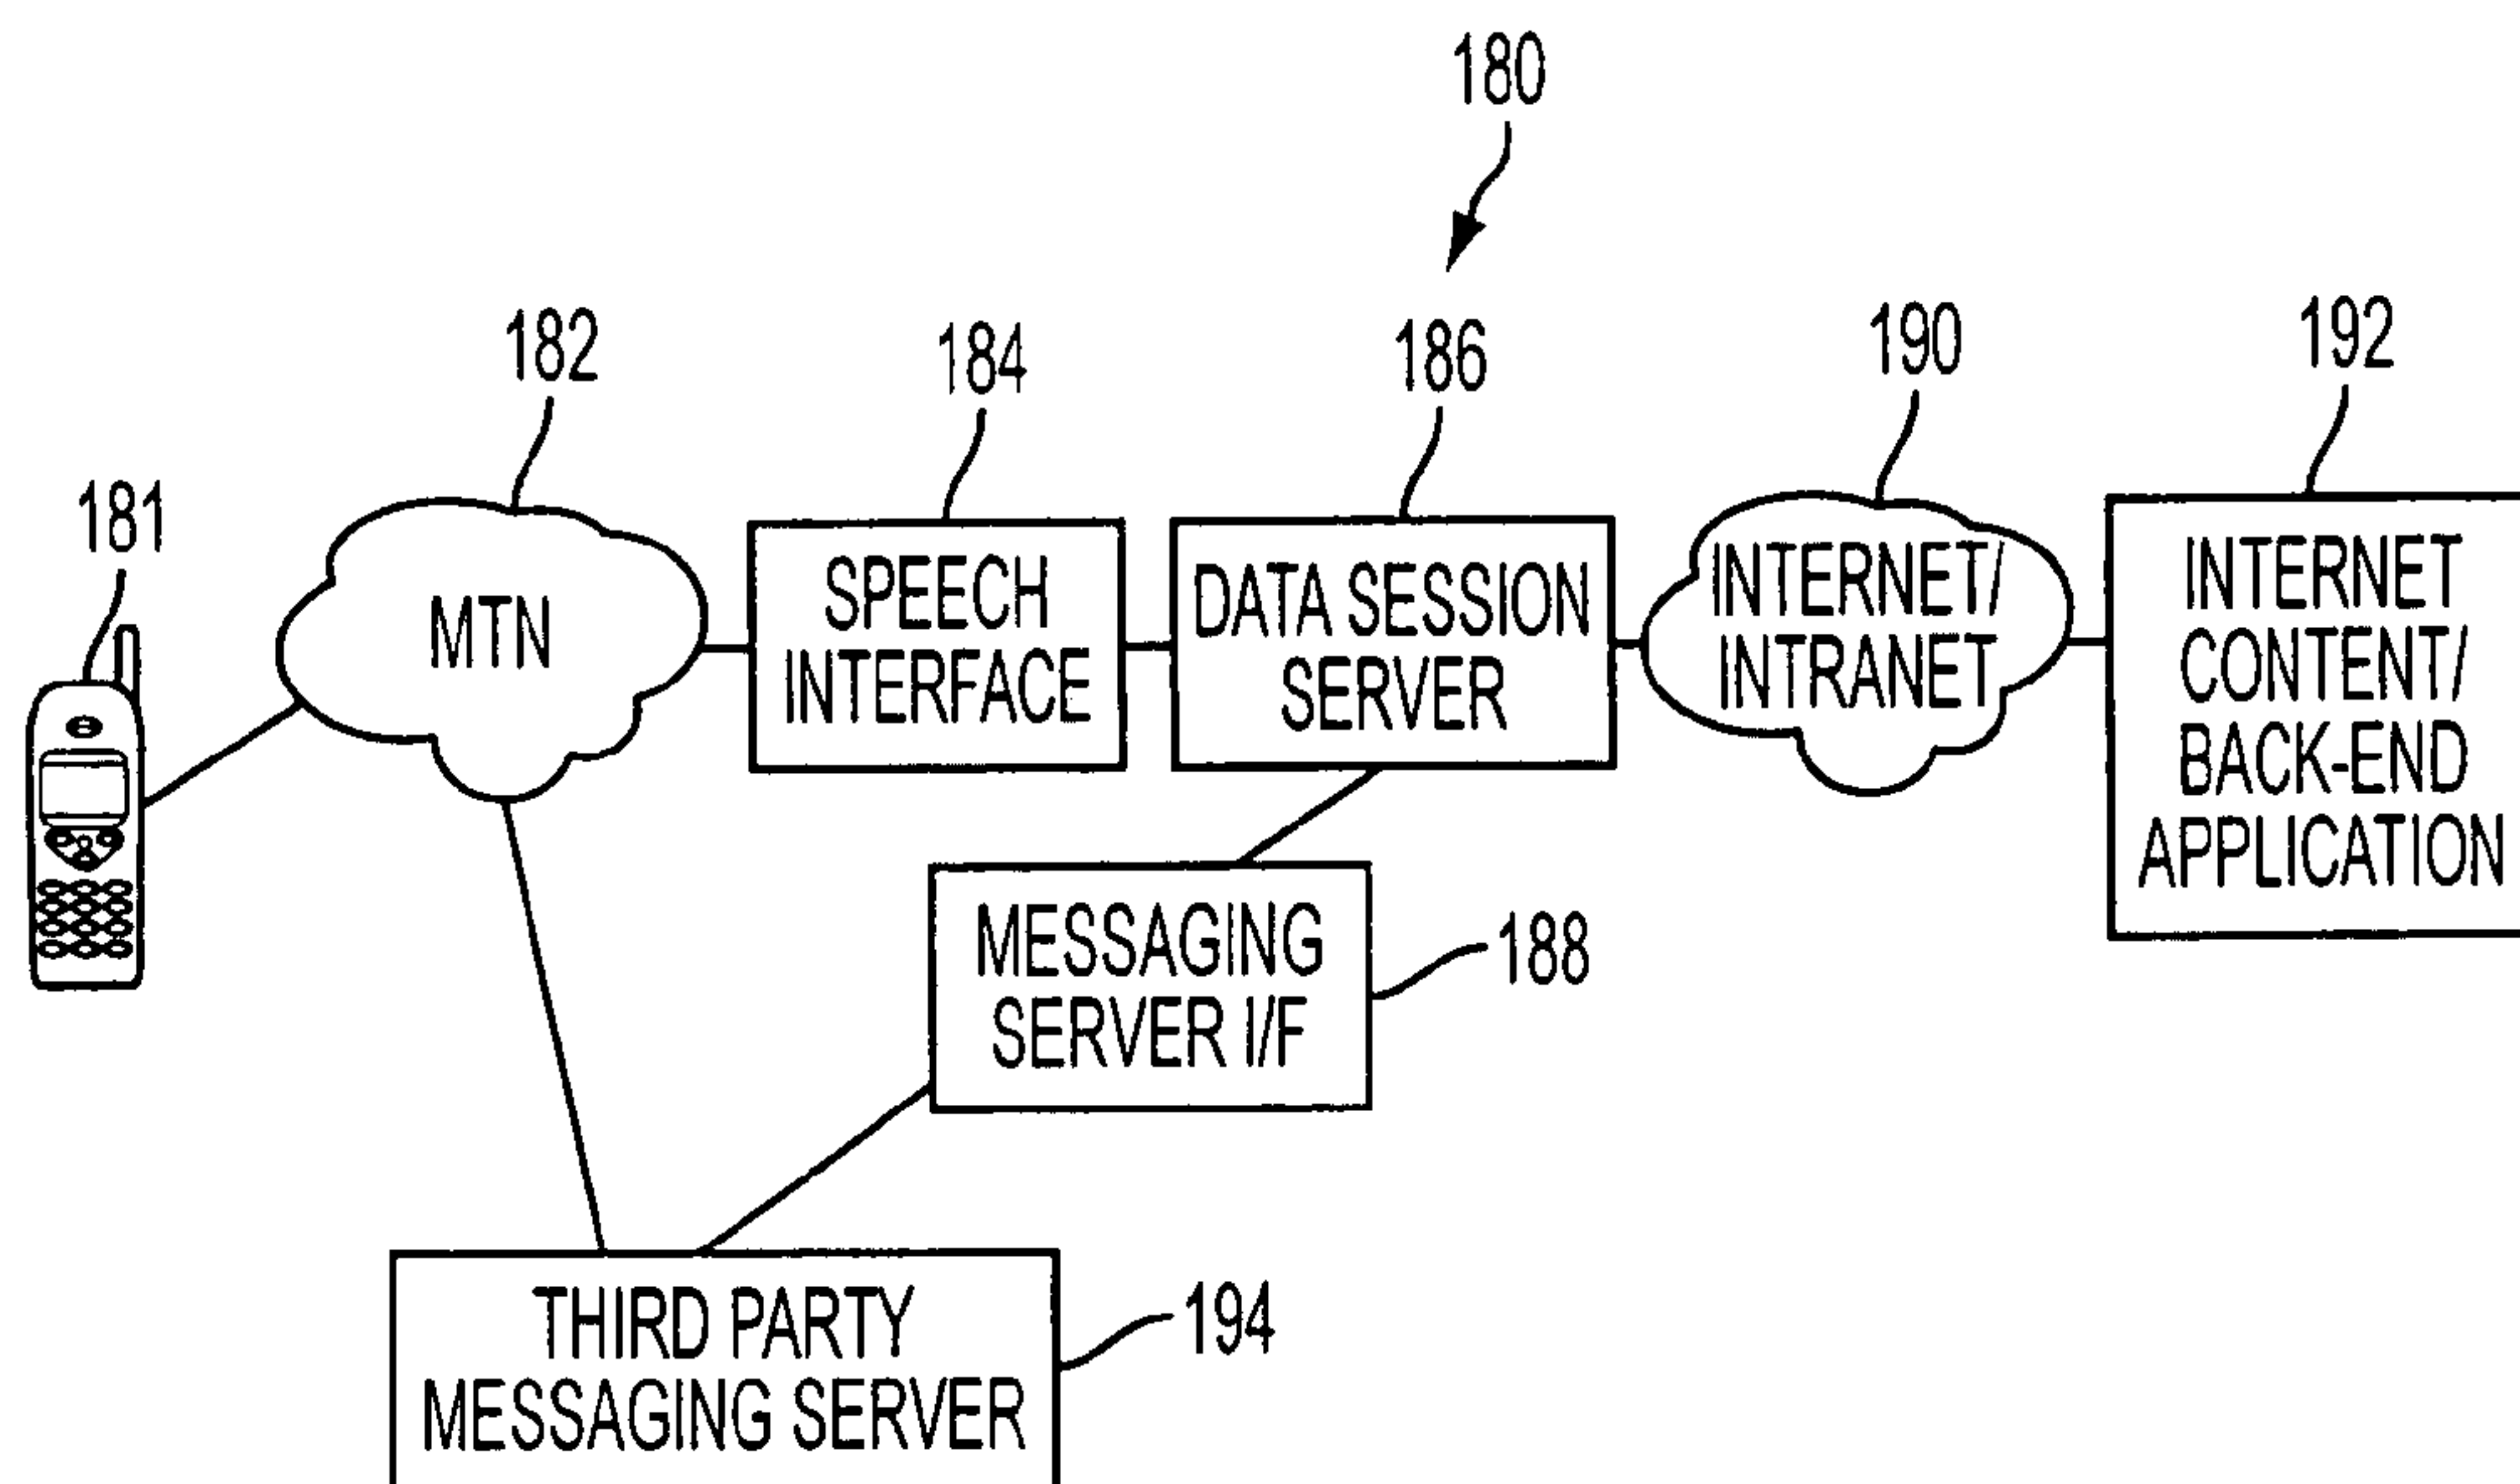 180
182
184
186
190
192
181
MTN
SPEECH
INTERFACE
DATA SESSION
SERVER
INTERNET/
INTRANET
INTERNET
CONTENT/
BACK-END
APPLICATION
MESSAGING
SERVER I/F
188
THIRD PARTY
MESSAGING SERVER
194